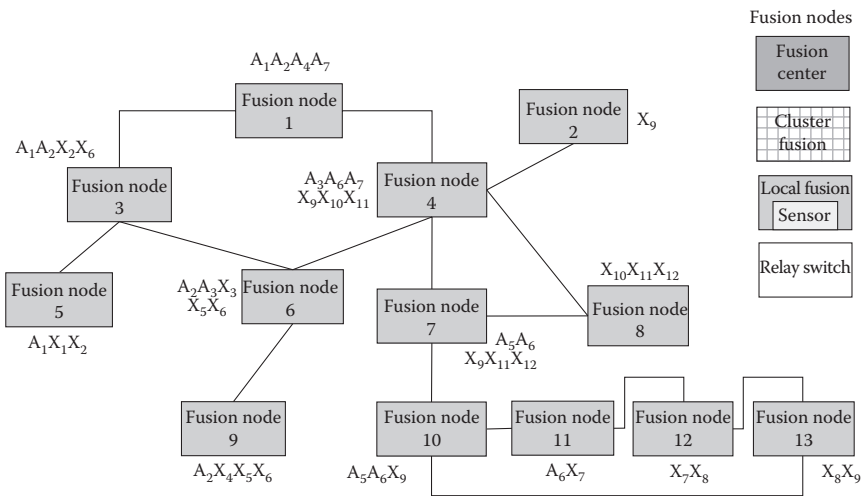 Fusion nodes
Fusion
center
Cluster
fusion
Local fusion
Sensor
Relay switch
A₁A₂A₄A₇
Fusion node
1
Fusion node
2
X₉
A₁A₂X₂X₆
Fusion node
3
A₃A₆A₇
X₉X₁₀X₁₁
Fusion node
4
Fusion node
5
A₁X₁X₂
A₂A₃X₃
X₅X₆
Fusion node
6
Fusion node
7
A₅A₆
X₉X₁₁X₁₂
X₁₀X₁₁X₁₂
Fusion node
8
Fusion node
9
A₂X₄X₅X₆
Fusion node
10
A₅A₆X₉
Fusion node
11
A₆X₇
Fusion node
12
X₇X₈
Fusion node
13
X₈X₉